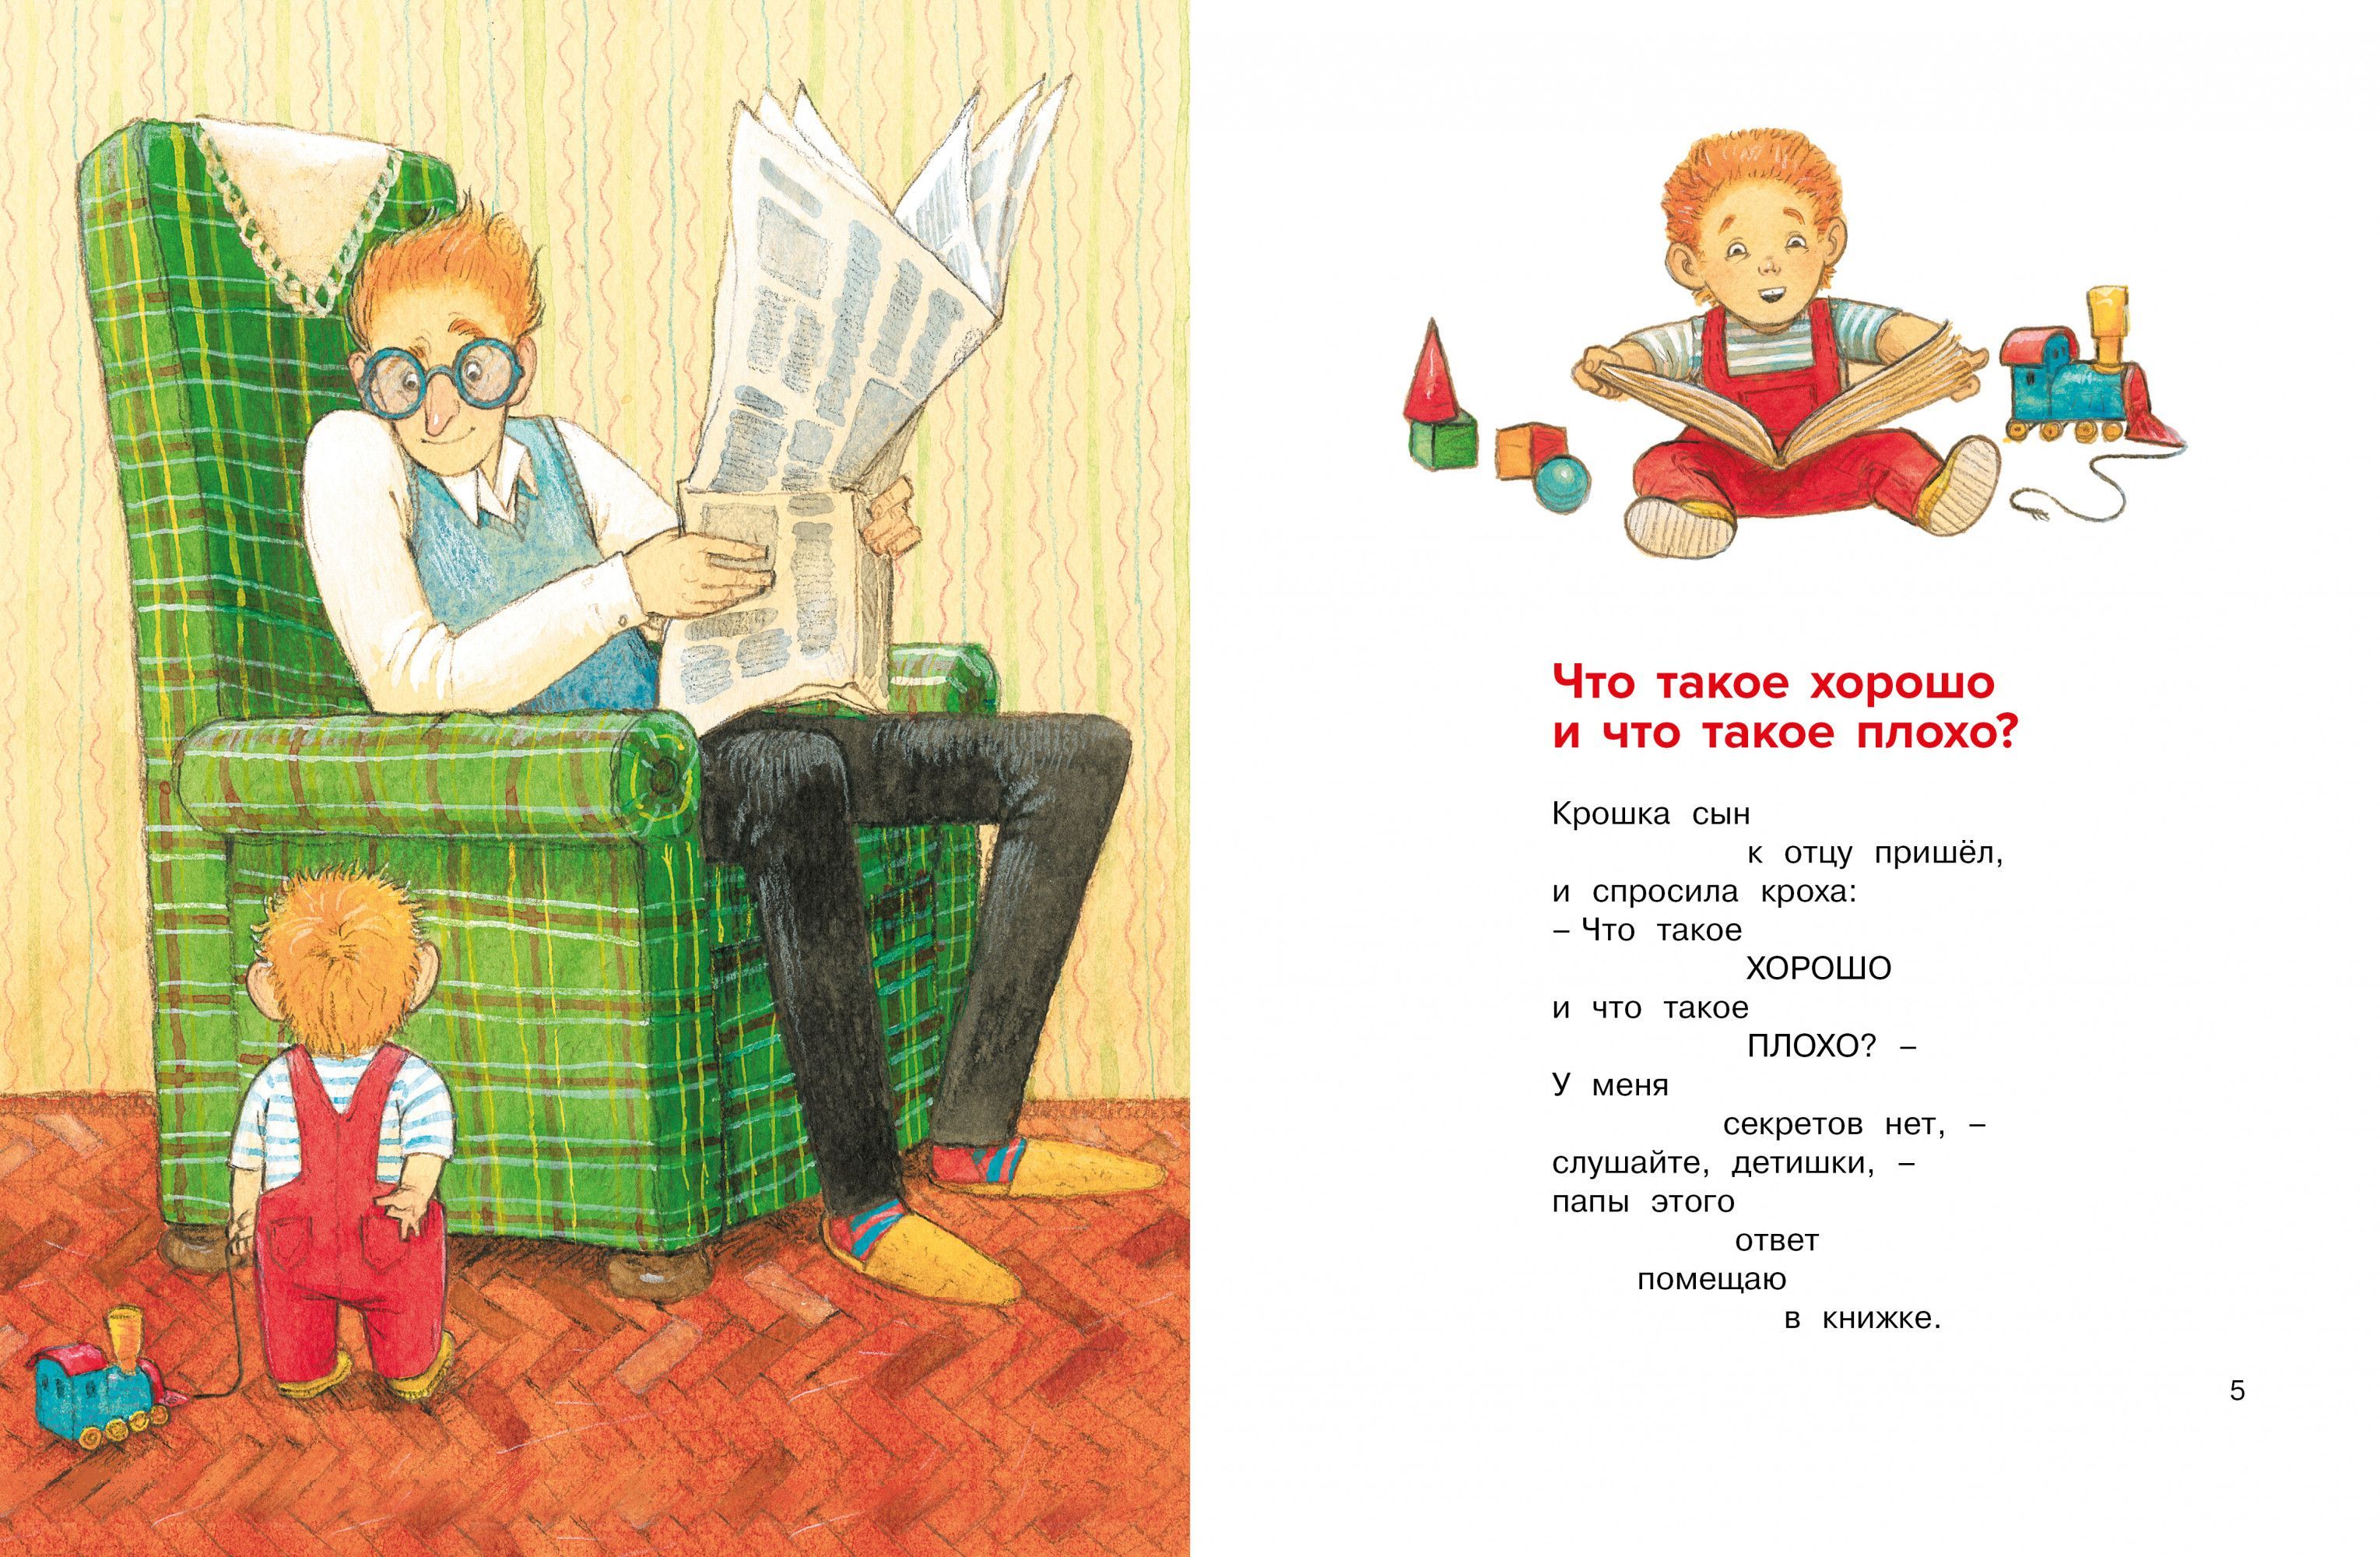 Что такое хорошо
и что такое плохо?
Крошка сын
к отцу пришёл,
и спросила кроха:
– Что такое
ХОРОШО
и что такое
ПЛОХО? –
У меня
секретов нет, –
слушайте, детишки, –
папы этого
ответ
помещаю
в книжке.
5